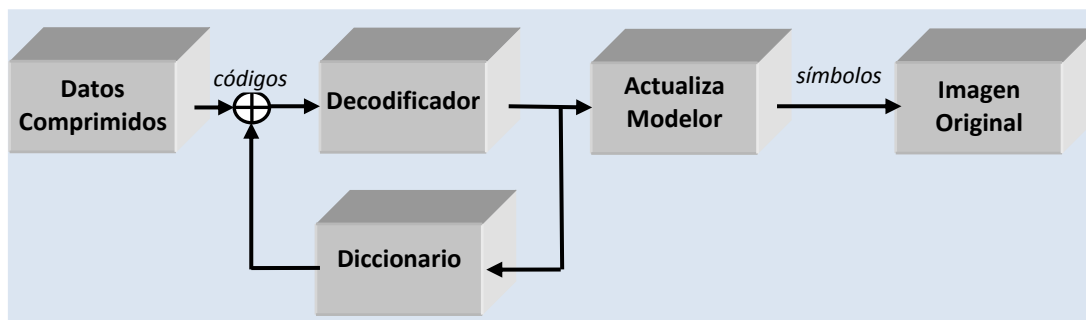 Datos
Comprimidos
códigos
Decodificador
Actualiza
Modelor
símbolos
Imagen
Original
Diccionario